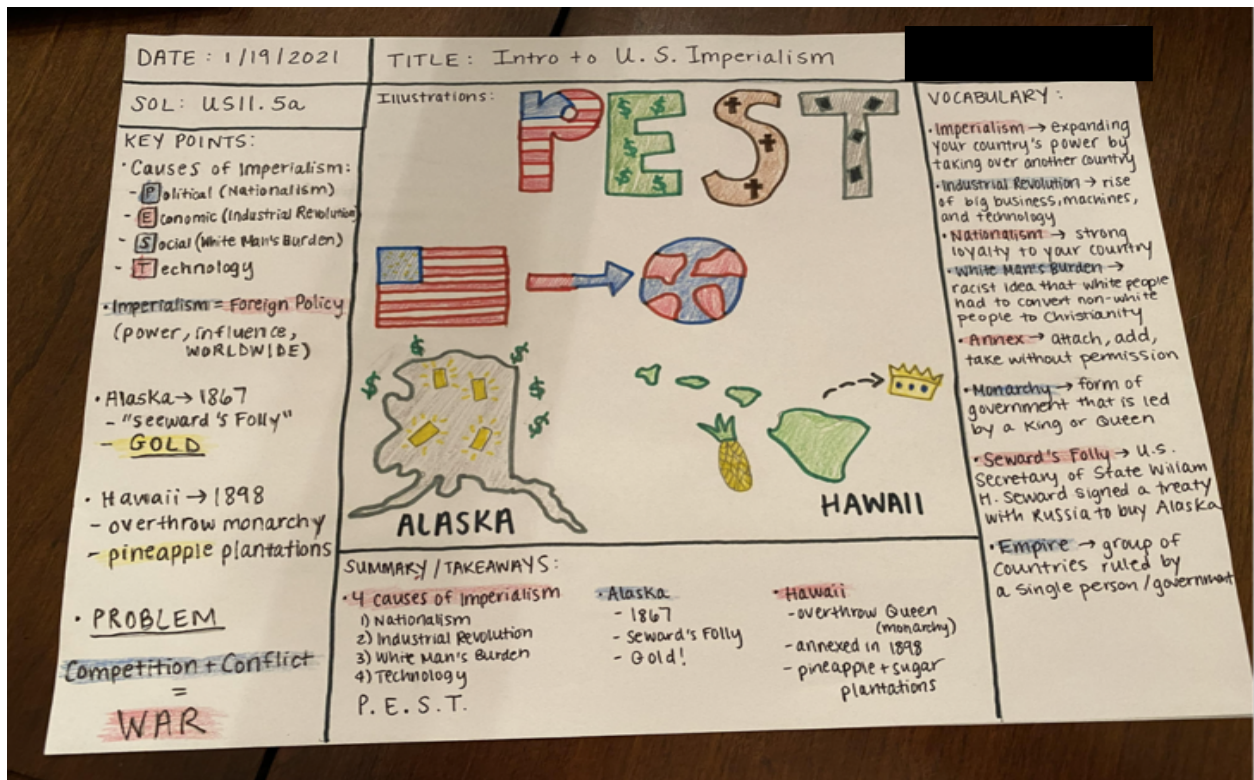 DATE: 1/19/2021
TITLE: Intro to U.S. Imperialism
SOL: USII.5a
KEY POINTS:
• Causes of Imperialism:
- Political (Nationalism)
- Economic (Industrial Revolution)
- Social (White Man's Burden)
- Technology
• Imperialism = Foreign Policy
(power, influence,
WORLDWIDE)
• Alaska → 1867
- "seeward's Folly"
- GOLD
• Hawaii → 1898
- overthrow monarchy
- pineapple plantations
• PROBLEM
Competition + Conflict
=
WAR
Illustrations:
PEST
$ $ $ $ $ $
$ $
$ $
$
ALASKA
HAWAII
SUMMARY/TAKEAWAYS:
• 4 causes of Imperialism
1) Nationalism
2) Industrial Revolution
3) White Man's Burden
4) Technology
P.E.S.T.
• Alaska
- 1867
- Seward's Folly
- Gold!
• Hawaii
- overthrow Queen
(monarchy)
- annexed in 1898
- pineapple + sugar
plantations
VOCABULARY:
• Imperialism → expanding
your country's power by
taking over another country
• Industrial Revolution → rise
of big business, machines,
and technology
• Nationalism → strong
loyalty to your country
• White Man's Burden →
racist idea that white people
had to convert non-white
people to Christianity
• Annex → attach, add,
take without permission
• Monarchy → form of
government that is led
by a King or Queen
• Seward's Folly → U.S.
Secretary of State William
H. Seward signed a treaty
with Russia to buy Alaska
• Empire → group of
countries ruled by
a single person/government